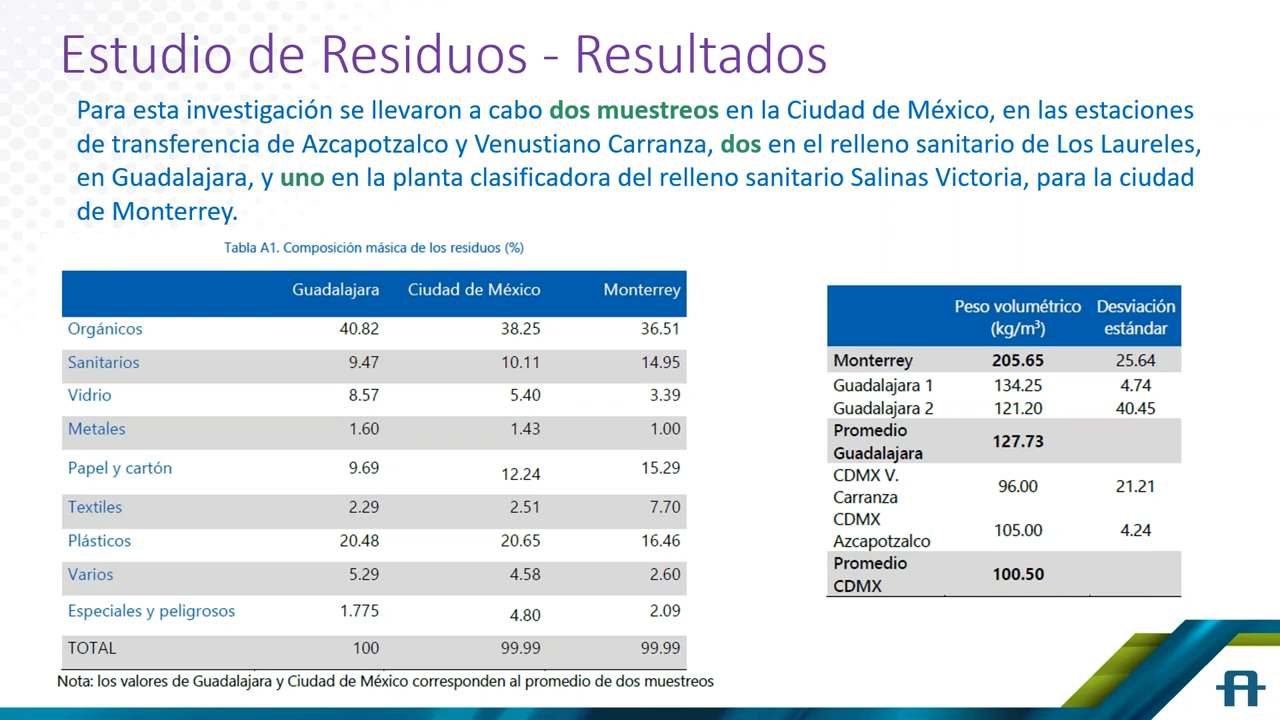 Estudio de Residuos - Resultados
Para esta investigación se llevaron a cabo dos muestreos en la Ciudad de México, en las estaciones
de transferencia de Azcapotzalco y Venustiano Carranza, dos en el relleno sanitario de Los Laureles,
en Guadalajara, y uno en la planta clasificadora del relleno sanitario Salinas Victoria, para la ciudad
de Monterrey.
Tabla A1. Composición másica de los residuos (%)
Guadalajara Ciudad de México Monterrey
Orgánicos 40.82 38.25 36.51
Sanitarios 9.47 10.11 14.95
Vidrio 8.57 5.40 3.39
Metales 1.60 1.43 1.00
Papel y cartón 9.69 12.24 15.29
Textiles 2.29 2.51 7.70
Plásticos 20.48 20.65 16.46
Varios 5.29 4.58 2.60
Especiales y peligrosos 1.775 4.80 2.09
TOTAL 100 99.99 99.99
Nota: los valores de Guadalajara y Ciudad de México corresponden al promedio de dos muestreos
Peso volumétrico Desviación
(kg/m³) estándar
Monterrey 205.65 25.64
Guadalajara 1 134.25 4.74
Guadalajara 2 121.20 40.45
Promedio
Guadalajara 127.73
CDMX V.
Carranza 96.00 21.21
CDMX
Azcapotzalco 105.00 4.24
Promedio
CDMX 100.50